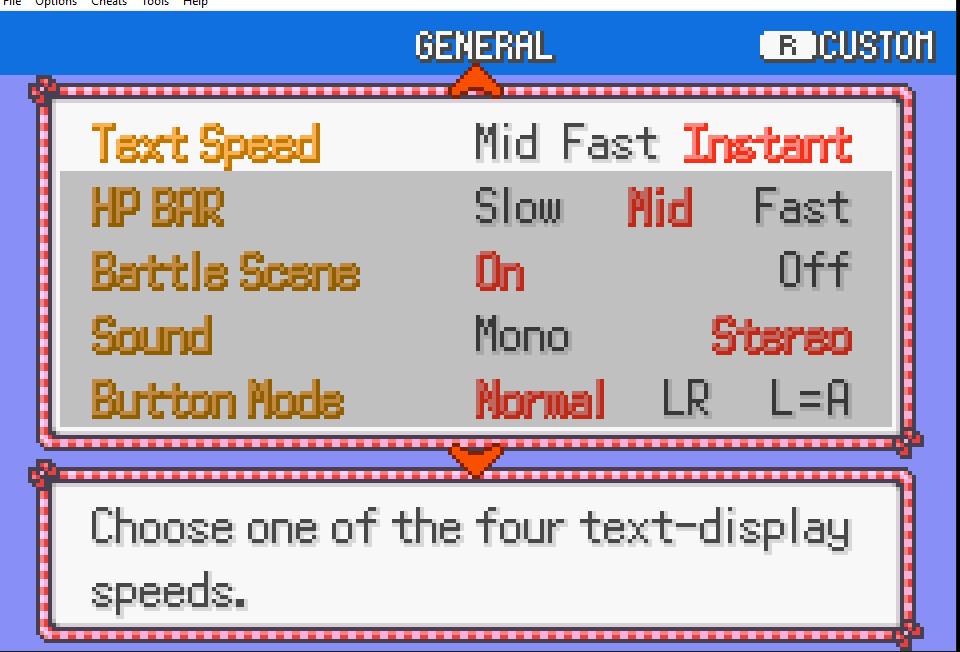 File Options Cheats Tools Help
GENERAL R CUSTOM
Text Speed Mid Fast Instant
HP BAR Slow Mid Fast
Battle Scene On Off
Sound Mono Stereo
Button Mode Normal LR L=A
Choose one of the four text-display
speeds.